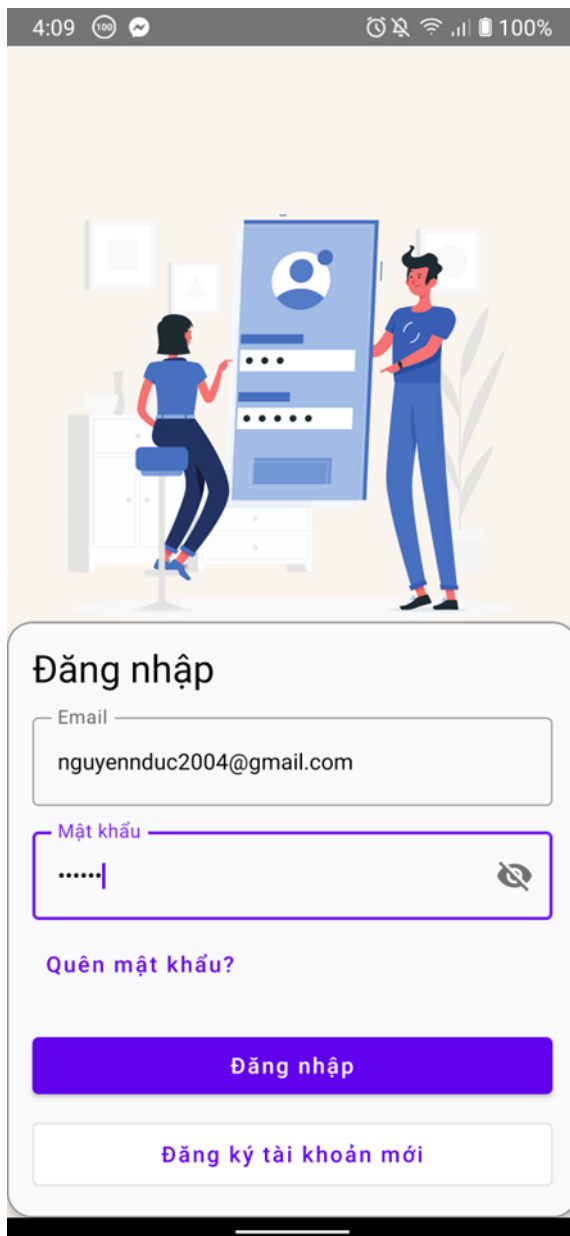 4:09 100 100%
Đăng nhập
Email
nguyennduc2004@gmail.com
Mật khẩu
••••••
Quên mật khẩu?
Đăng nhập
Đăng ký tài khoản mới